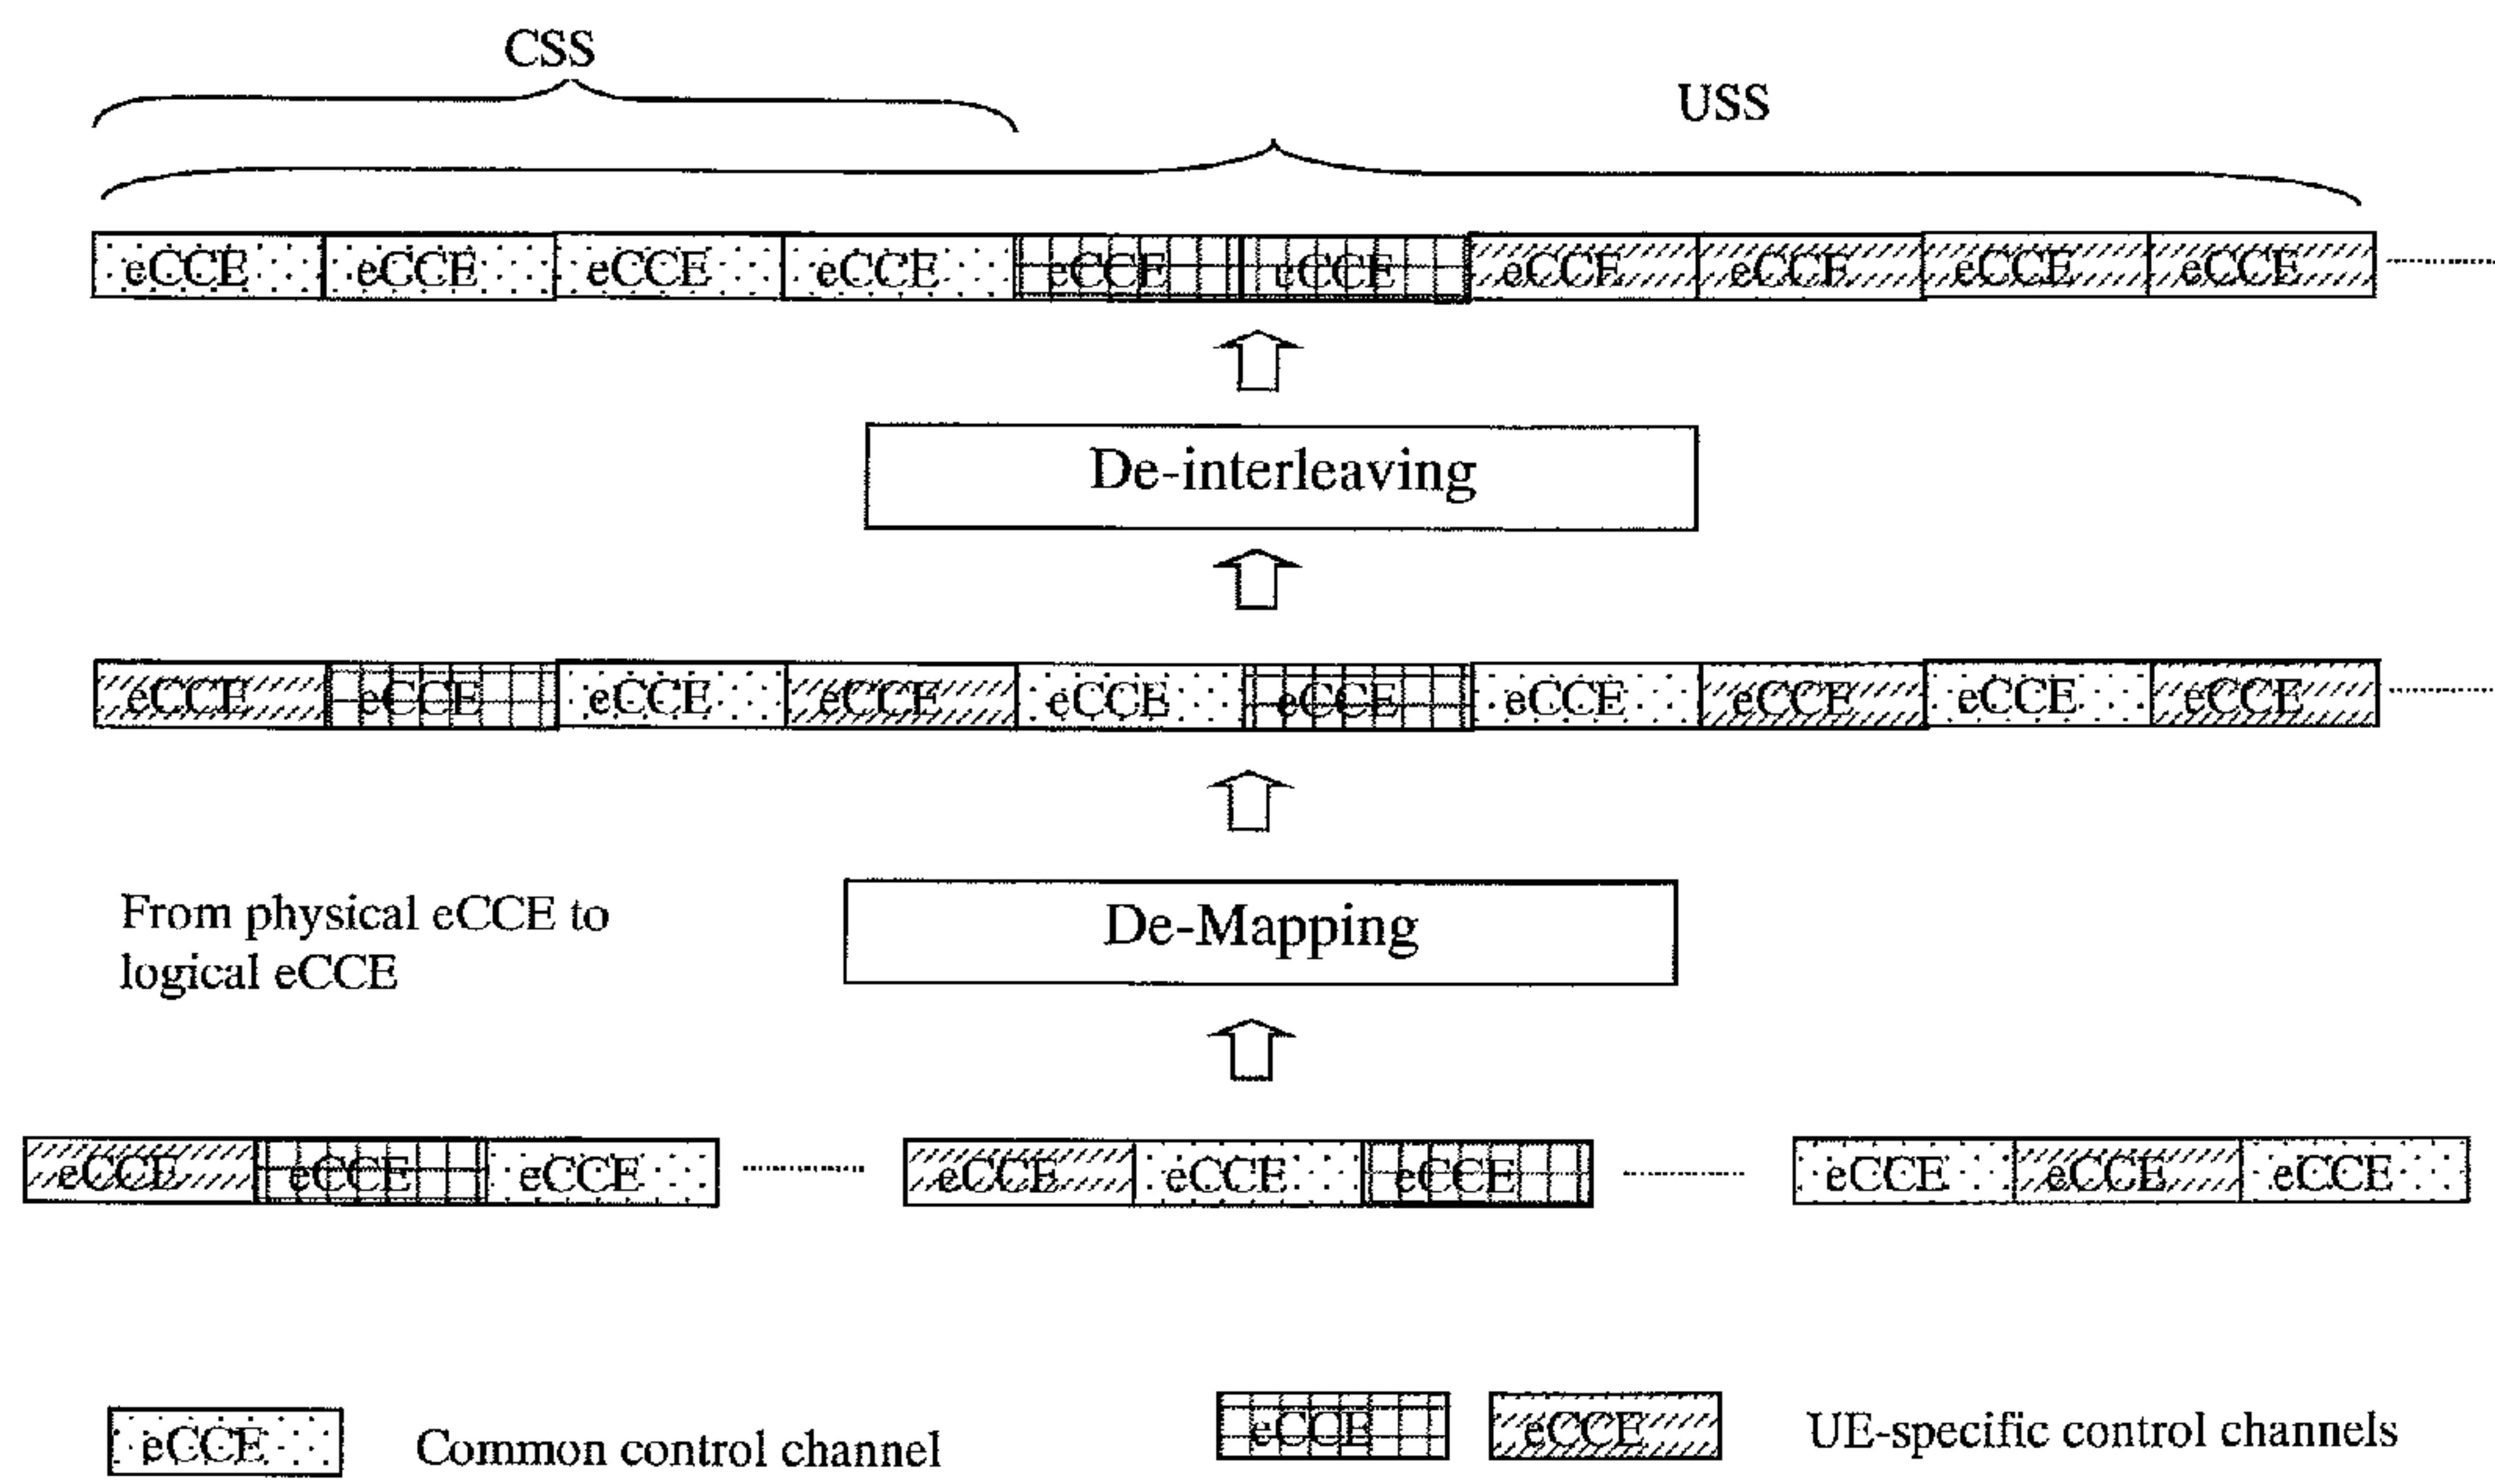 CSS
USS
eCCE eCCE eCCE eCCE eCCE eCCE eCCE eCCE eCCE eCCE
De-interleaving
eCCE eCCE eCCE eCCE eCCE eCCE eCCE eCCE eCCE eCCE
From physical eCCE to
logical eCCE
De-Mapping
eCCE eCCE eCCE eCCE eCCE eCCE eCCE eCCE eCCE
eCCE Common control channel eCCE eCCE UE-specific control channels